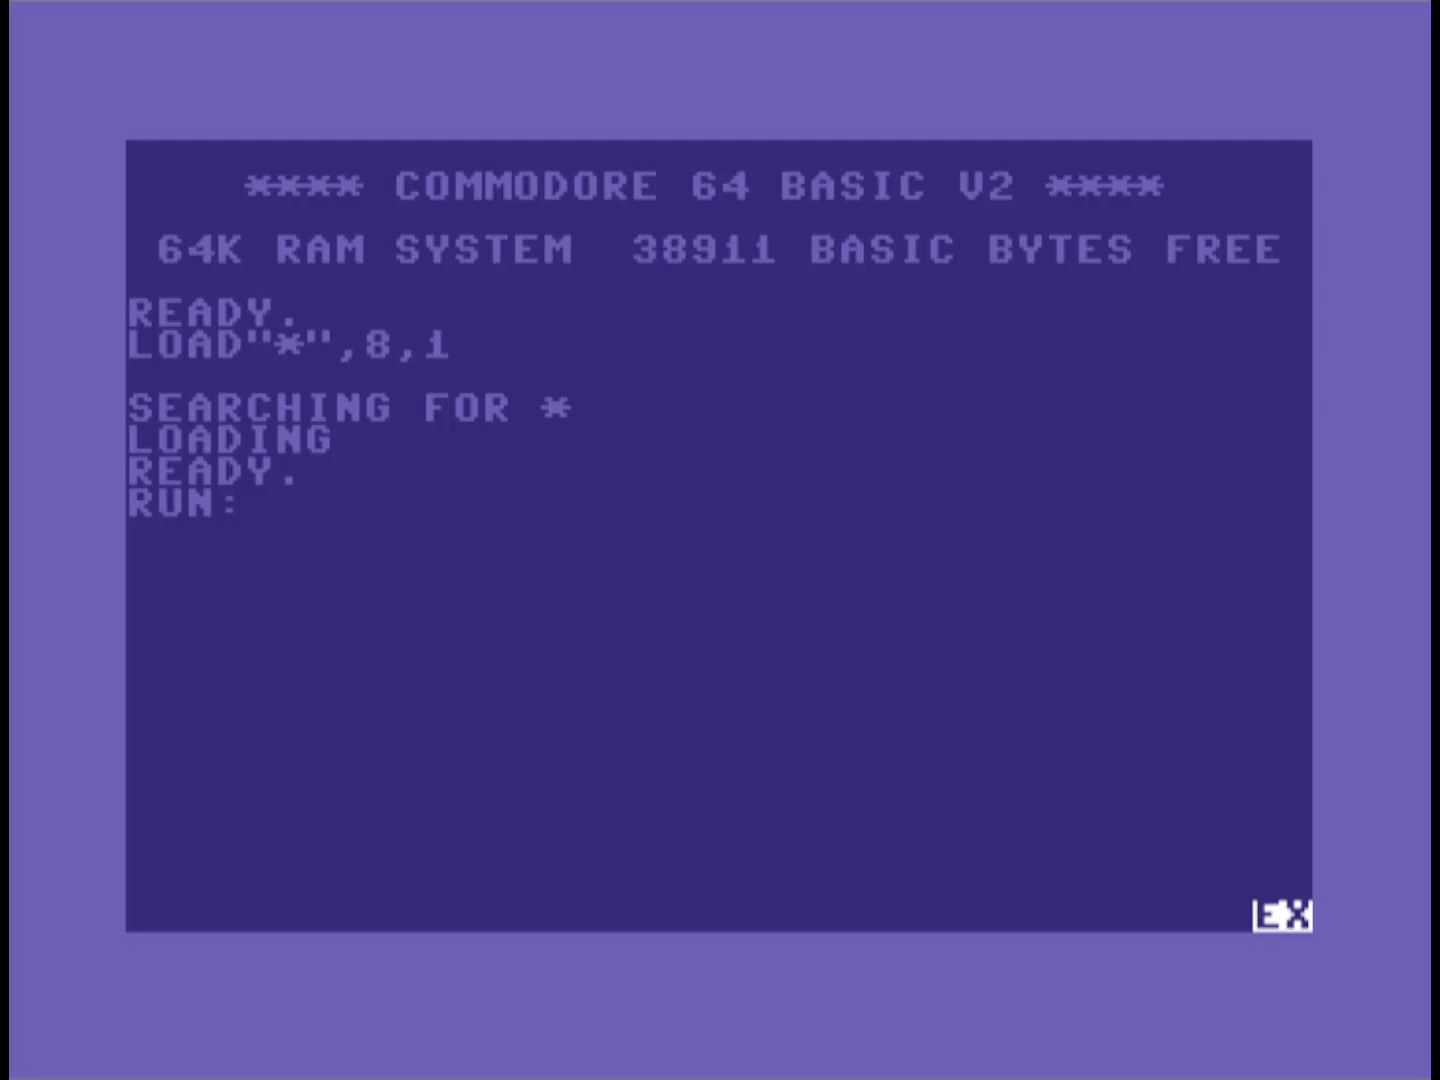 **** COMMODORE 64 BASIC V2 ****
64K RAM SYSTEM  38911 BASIC BYTES FREE
READY.
LOAD"*",8,1
SEARCHING FOR *
LOADING
READY.
RUN:
EX